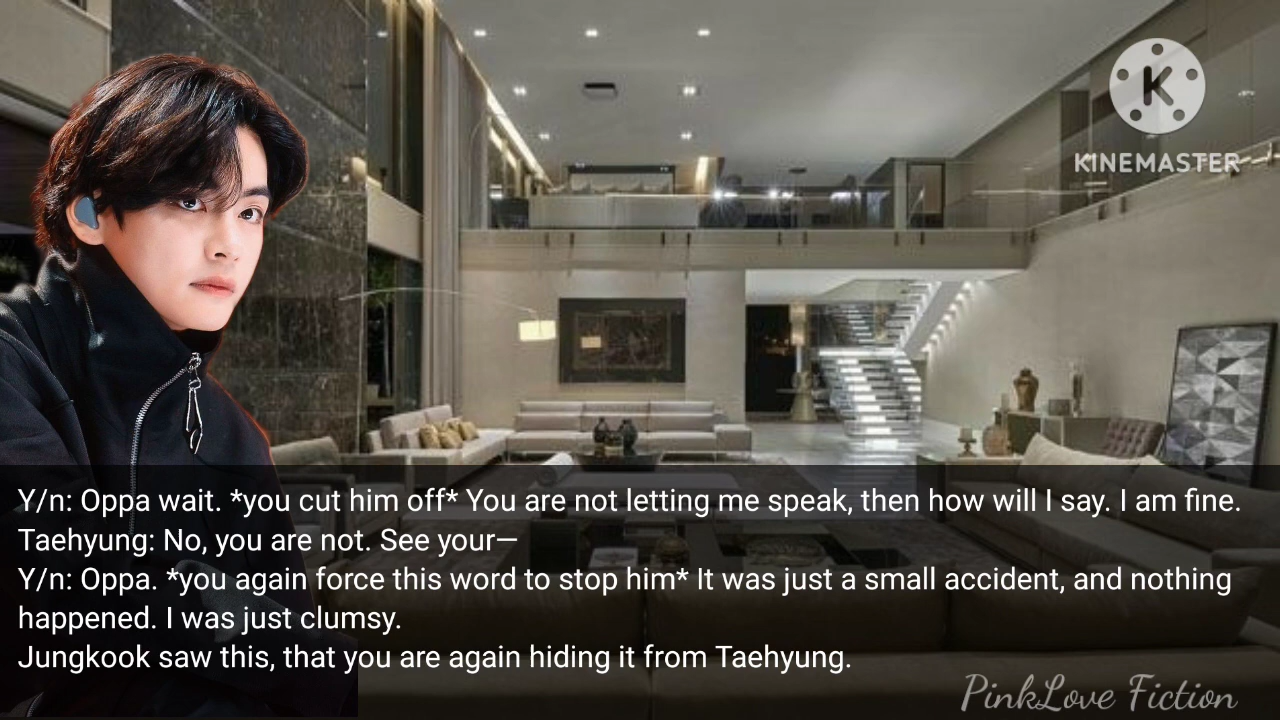 KINEMASTER
Y/n: Oppa wait. *you cut him off* You are not letting me speak, then how will I say. I am fine.
Taehyung: No, you are not. See your—
Y/n: Oppa. *you again force this word to stop him* It was just a small accident, and nothing
happened. I was just clumsy.
Jungkook saw this, that you are again hiding it from Taehyung.
PinkLove Fiction